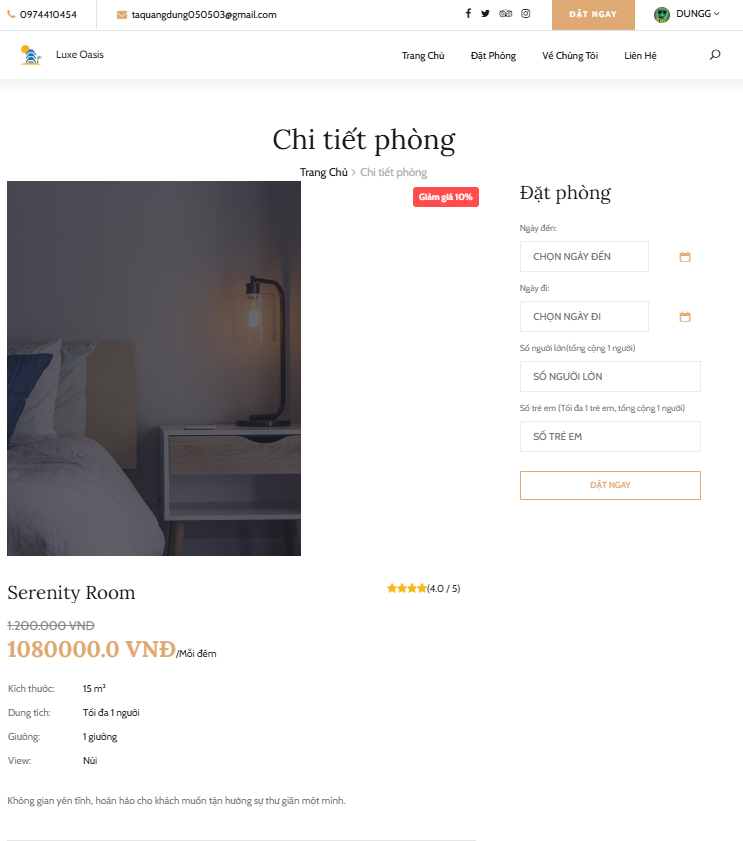 0974410454
taquangdung050503@gmail.com
ĐẶT NGAY
DUNGG
Luxe Oasis
Trang Chủ
Đặt Phòng
Về Chúng Tôi
Liên Hệ
Chi tiết phòng
Trang Chủ > Chi tiết phòng
Giảm giá 10%
Đặt phòng
Ngày đến:
CHỌN NGÀY ĐẾN
Ngày đi:
CHỌN NGÀY ĐI
Số người lớn(tổng cộng 1 người)
SỐ NGƯỜI LỚN
Số trẻ em (Tối đa 1 trẻ em, tổng cộng 1 người)
SỐ TRẺ EM
ĐẶT NGAY
Serenity Room
(4.0 / 5)
1.200.000 VNĐ
1080000.0 VNĐ/Mỗi đêm
Kích thước: 15 m²
Dung tích: Tối đa 1 người
Giường: 1 giường
View: Núi
Không gian yên tĩnh, hoàn hảo cho khách muốn tận hưởng sự thư giãn một mình.